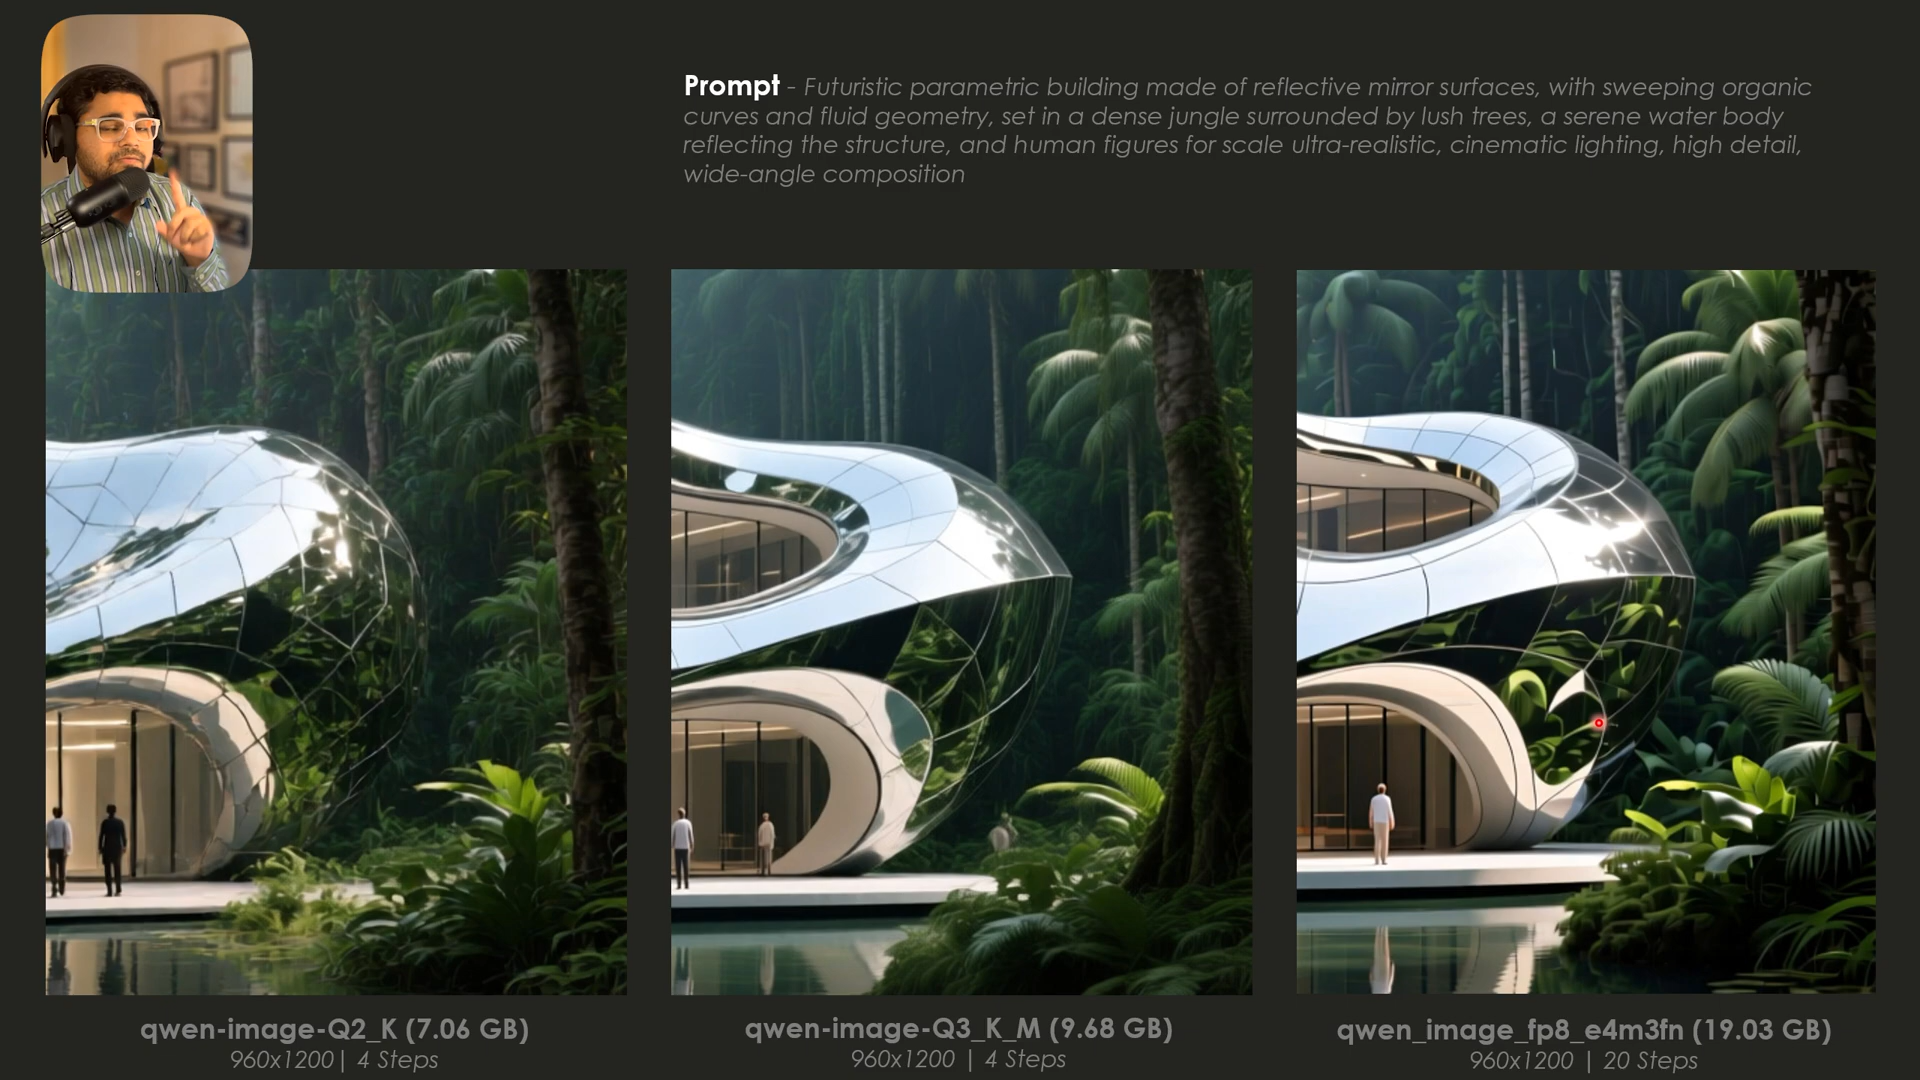 Prompt - Futuristic parametric building made of reflective mirror surfaces, with sweeping organic
curves and fluid geometry, set in a dense jungle surrounded by lush trees, a serene water body
reflecting the structure, and human figures for scale ultra-realistic, cinematic lighting, high detail,
wide-angle composition
qwen-image-Q2_K (7.06 GB)
960x1200| 4 Steps
qwen-image-Q3_K_M (9.68 GB)
960x1200 | 4 Steps
qwen_image_fp8_e4m3fn (19.03 GB)
960x1200 | 20 Steps